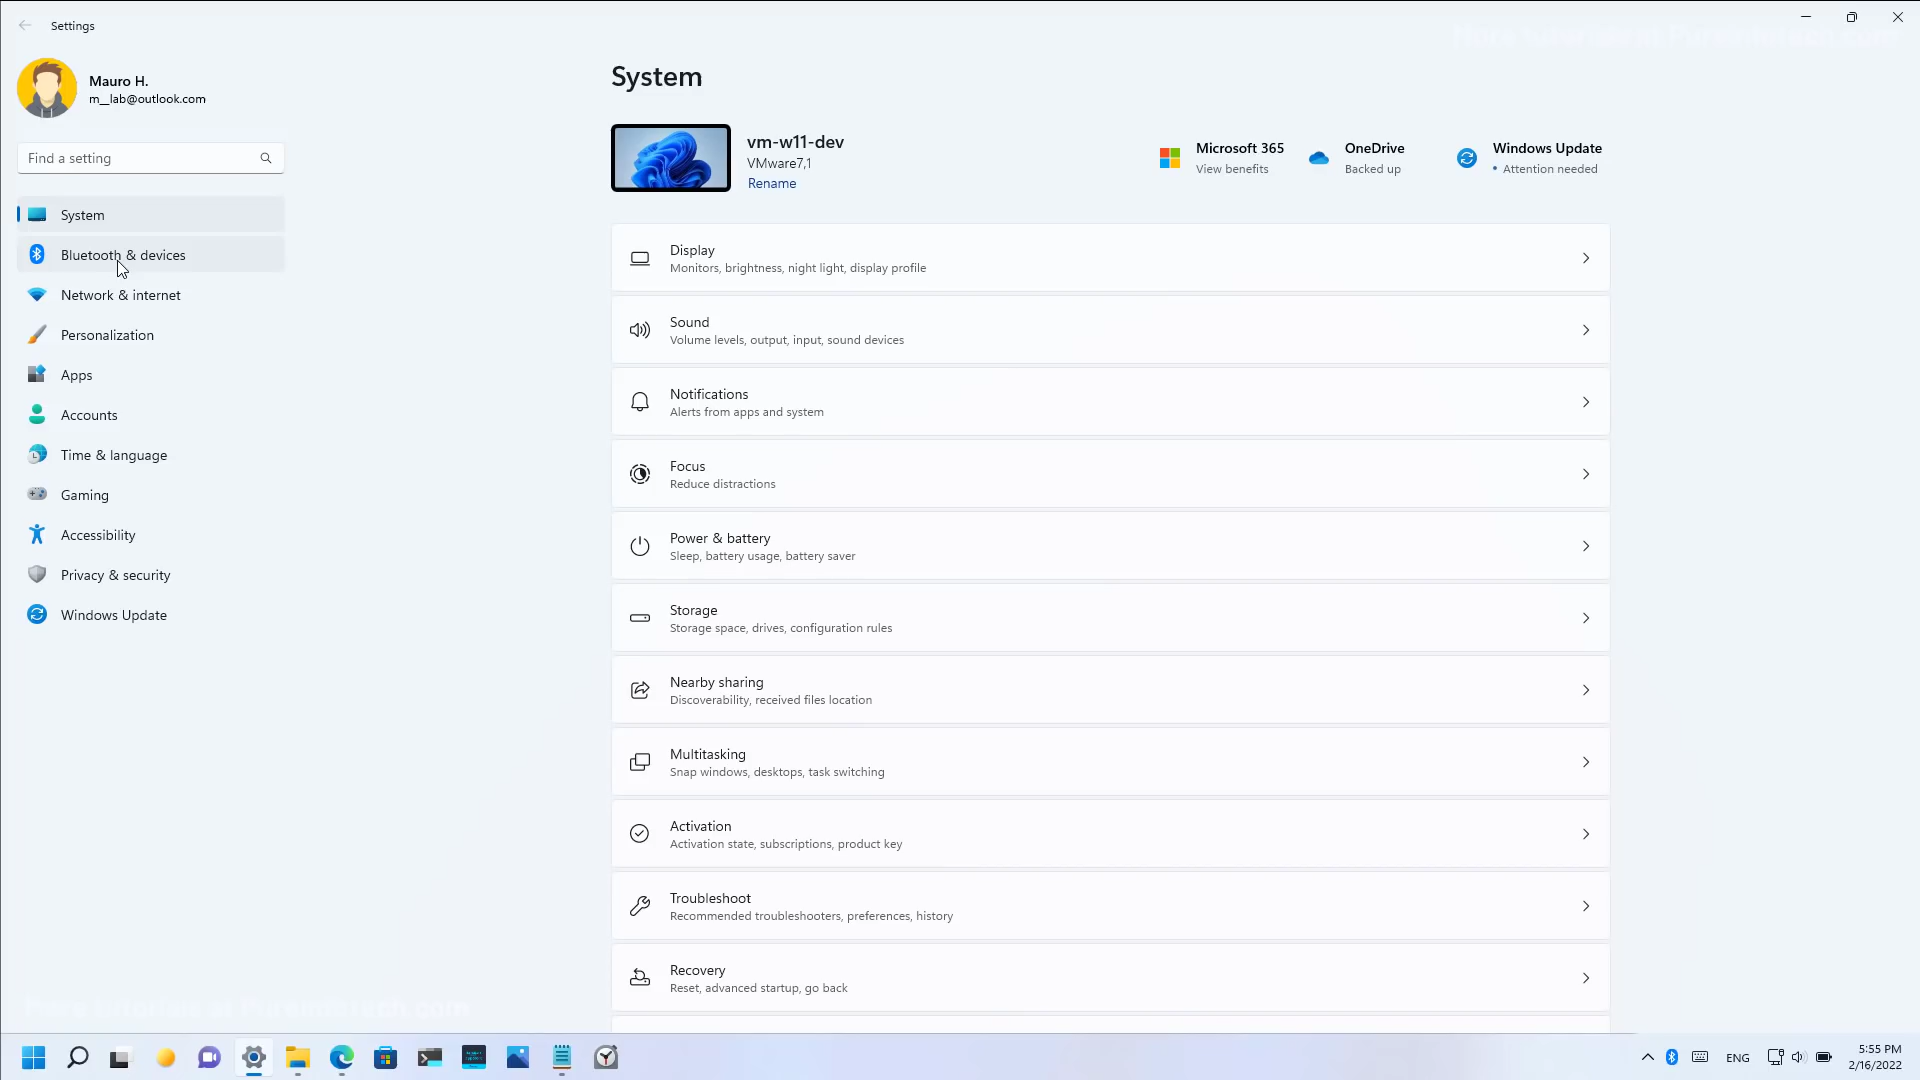 Settings
Mauro H.
m__lab@outlook.com
Find a setting
System
Bluetooth & devices
Network & internet
Personalization
Apps
Accounts
Time & language
Gaming
Accessibility
Privacy & security
Windows Update
System
vm-w11-dev
VMware7,1
Rename
Microsoft 365
View benefits
OneDrive
Backed up
Windows Update
• Attention needed
Display
Monitors, brightness, night light, display profile
Sound
Volume levels, output, input, sound devices
Notifications
Alerts from apps and system
Focus
Reduce distractions
Power & battery
Sleep, battery usage, battery saver
Storage
Storage space, drives, configuration rules
Nearby sharing
Discoverability, received files location
Multitasking
Snap windows, desktops, task switching
Activation
Activation state, subscriptions, product key
Troubleshoot
Recommended troubleshooters, preferences, history
Recovery
Reset, advanced startup, go back
ENG
5:55 PM
2/16/2022